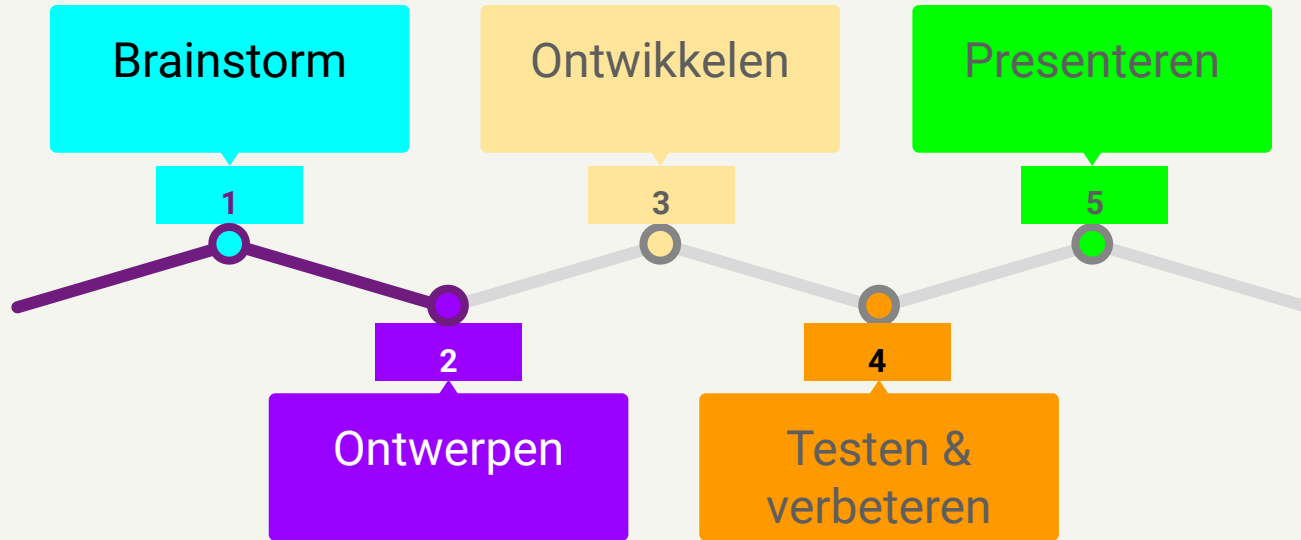 Brainstorm
1
2
Ontwerpen
Ontwikkelen
3
4
Testen &
verbeteren
Presenteren
5